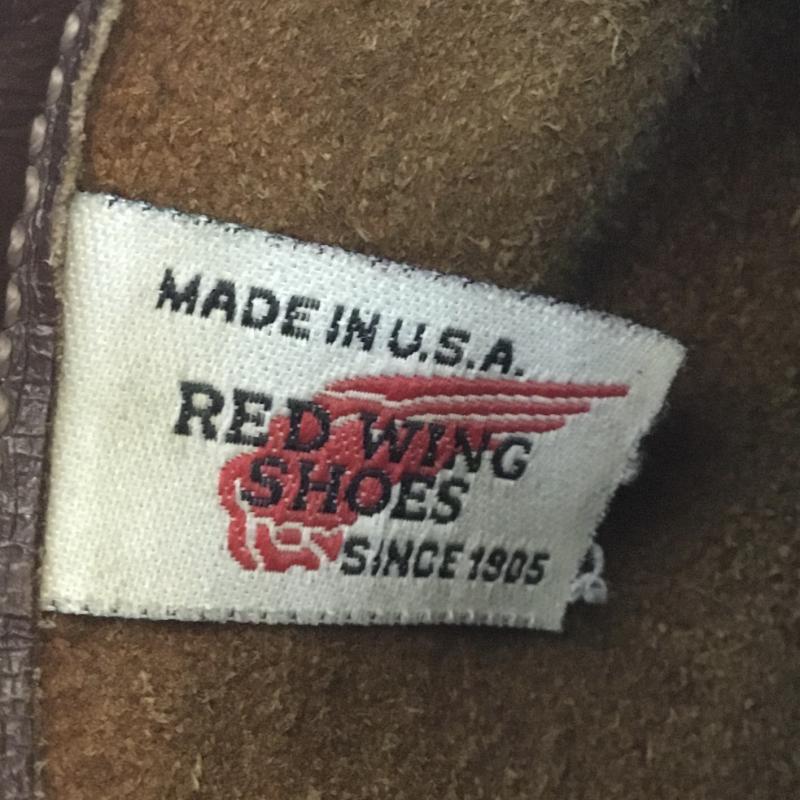 MADE IN U.S.A.
RED WING
SHOES
SINCE 1905